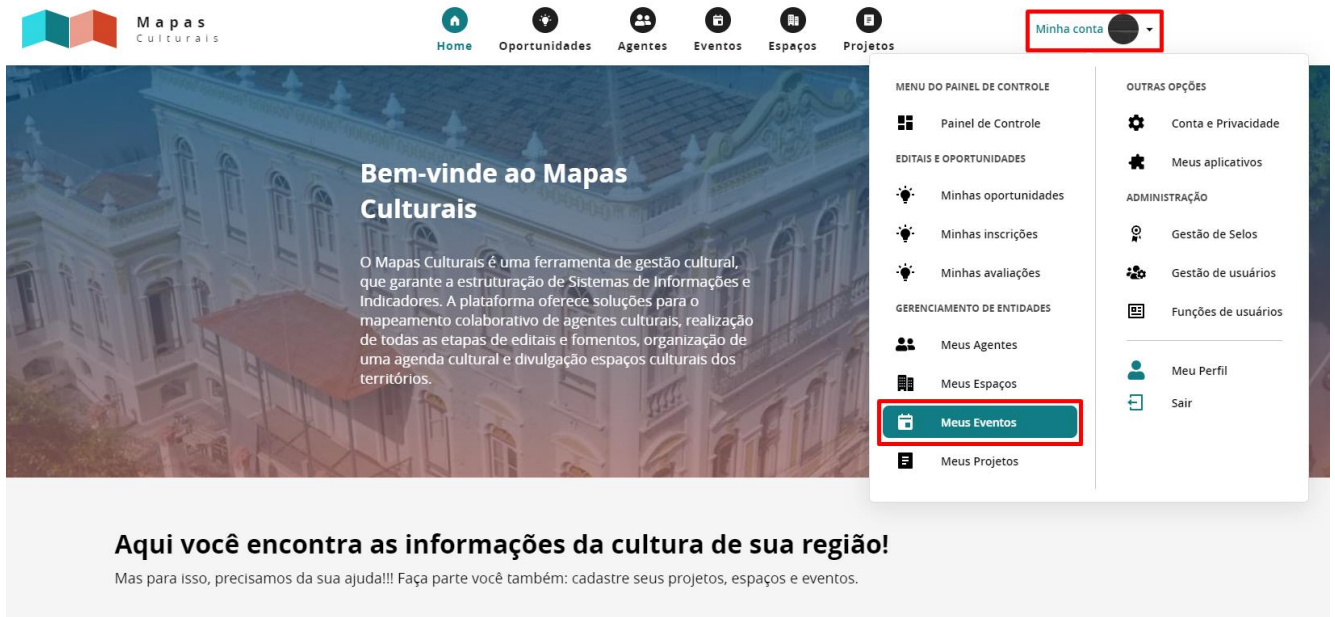 Mapas
Culturais
Home
Oportunidades
Agentes
Eventos
Espaços
Projetos
Minha conta
Bem-vinde ao Mapas
Culturais
O Mapas Culturais é uma ferramenta de gestão cultural,
que garante a estruturação de Sistemas de Informações e
Indicadores. A plataforma oferece soluções para o
mapeamento colaborativo de agentes culturais, realização
de todas as etapas de editais e fomentos, organização de
uma agenda cultural e divulgação espaços culturais dos
territórios.
MENU DO PAINEL DE CONTROLE
Painel de Controle
EDITAIS E OPORTUNIDADES
Minhas oportunidades
Minhas inscrições
Minhas avaliações
GERENCIAMENTO DE ENTIDADES
Meus Agentes
Meus Espaços
Meus Eventos
Meus Projetos
OUTRAS OPÇÕES
Conta e Privacidade
Meus aplicativos
ADMINISTRAÇÃO
Gestão de Selos
Gestão de usuários
Funções de usuários
Meu Perfil
Sair
Aqui você encontra as informações da cultura de sua região!
Mas para isso, precisamos da sua ajuda!!! Faça parte você também: cadastre seus projetos, espaços e eventos.